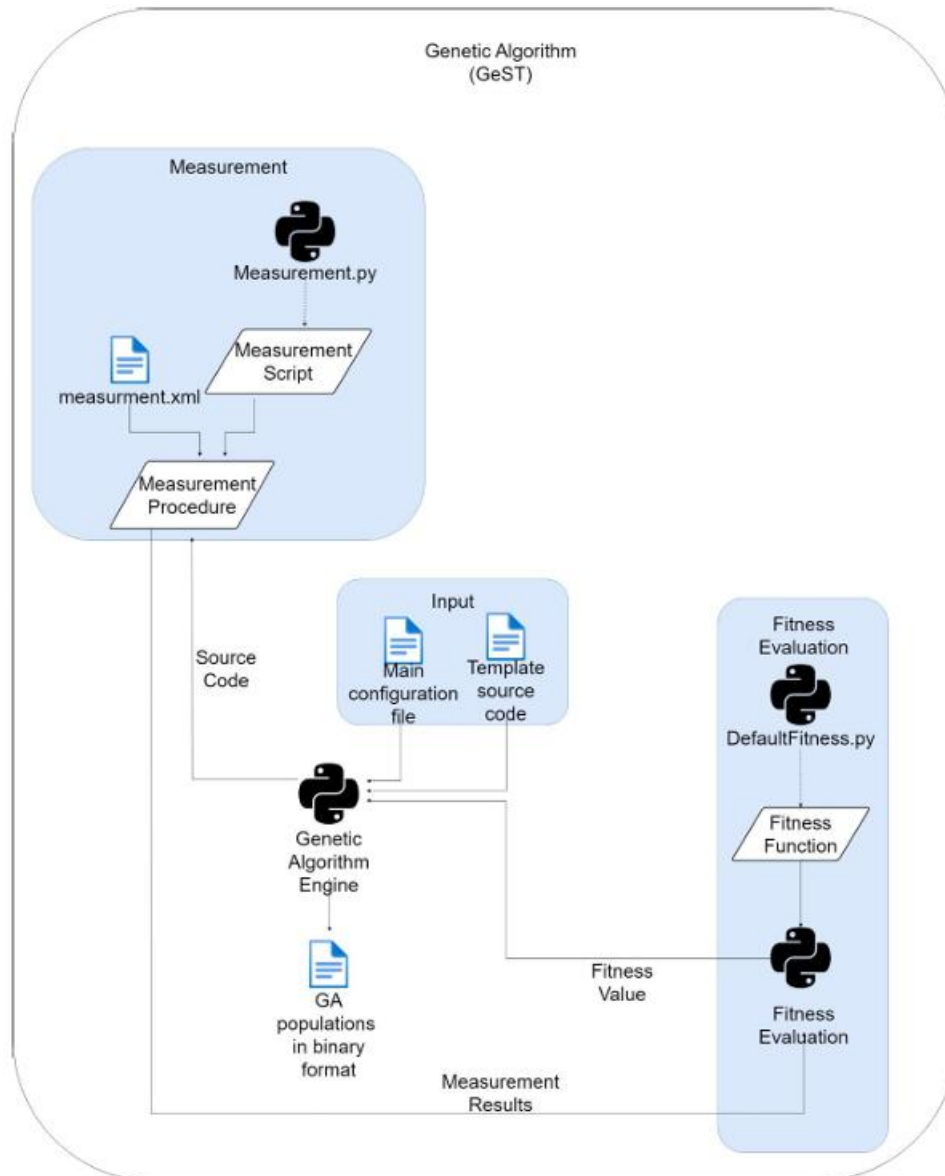 Genetic Algorithm
(GeST)
Measurement
Measurement.py
Measurement
Script
measurment.xml
Measurement
Procedure
Source
Code
Input
Main
configuration
file
Template
source
code
Fitness
Evaluation
DefaultFitness.py
Fitness
Function
Genetic
Algorithm
Engine
Fitness
Value
Fitness
Evaluation
GA
populations
in binary
format
Measurement
Results